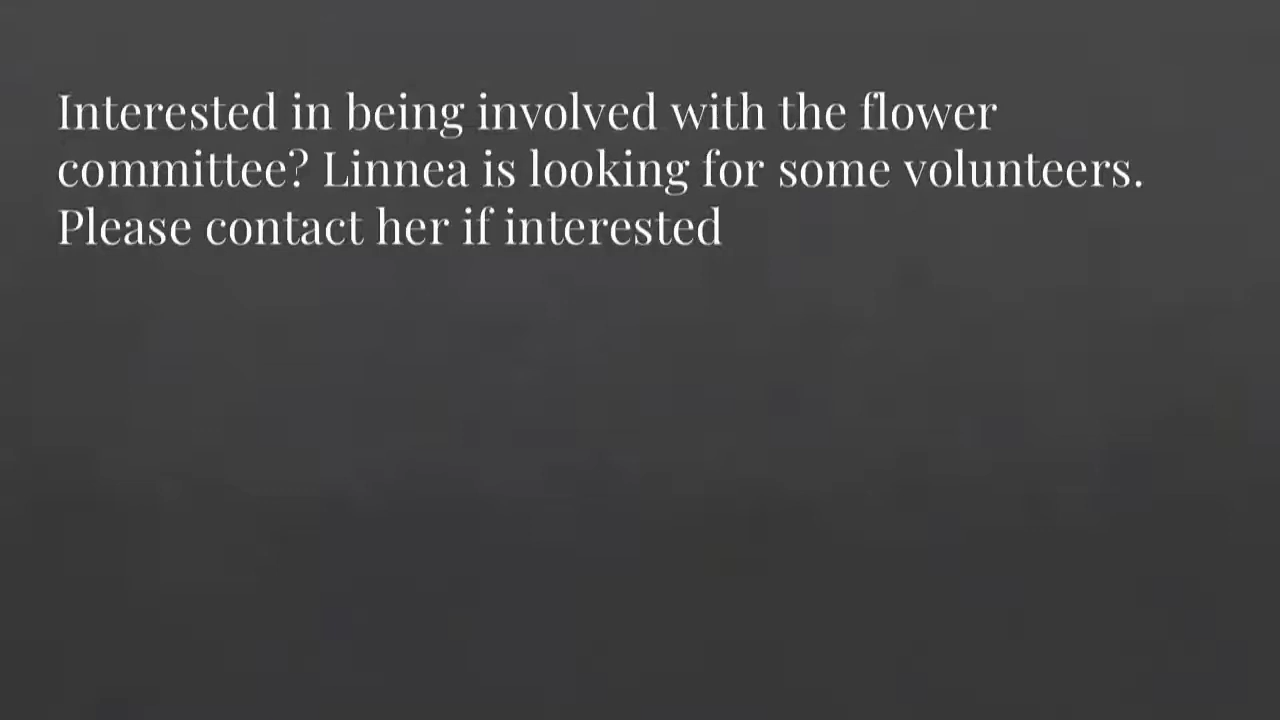 Interested in being involved with the flower
committee? Linnea is looking for some volunteers.
Please contact her if interested